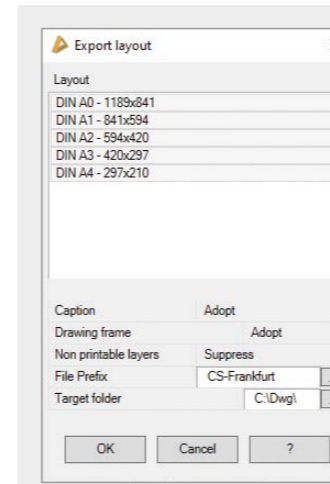 Export layout
Layout
DIN A0 - 1189x841
DIN A1 - 841x594
DIN A2 - 594x420
DIN A3 - 420x297
DIN A4 - 297x210
Caption Adopt
Drawing frame Adopt
Non printable layers Suppress
File Prefix CS-Frankfurt
Target folder C:\Dwg\
OK Cancel ?